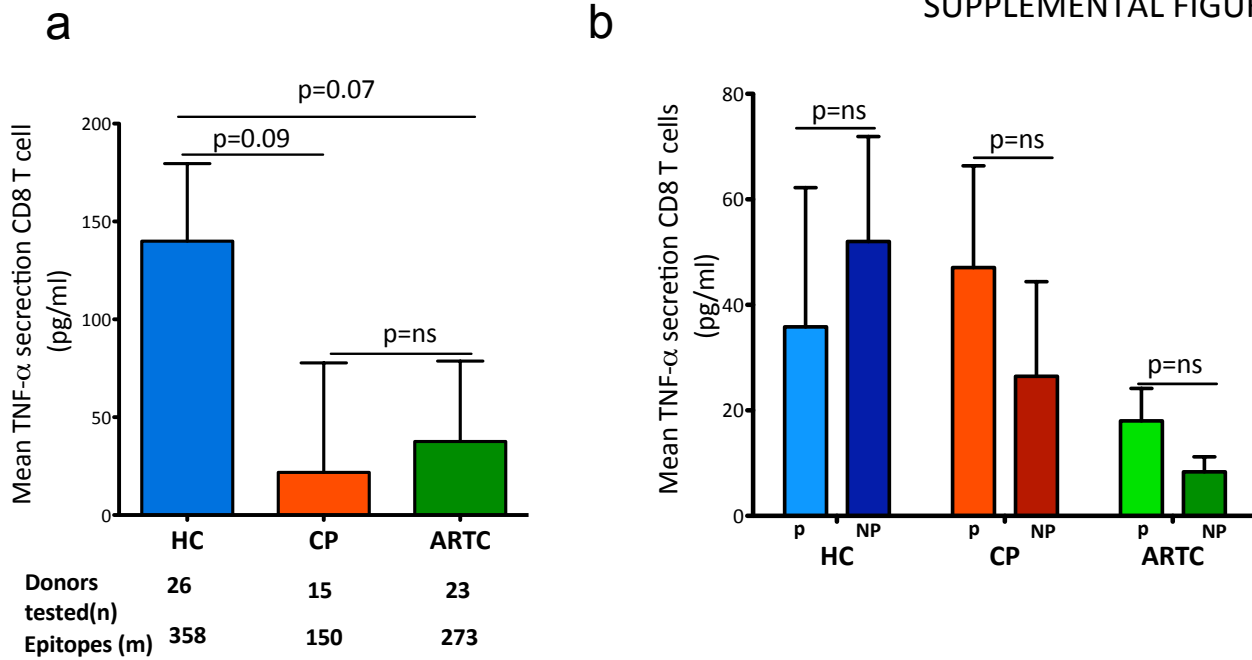 SUPPLEMENTAL FIGUR
a
p=0.07
p=0.09
p=ns
Mean TNF-α secretion CD8 T cell
(pg/ml)
200
150
100
50
0
HC CP ARTC
Donors tested(n) 26 15 23
Epitopes (m) 358 150 273
b
p=ns
p=ns
p=ns
Mean TNF-α secretion CD8 T cells
(pg/ml)
80
60
40
20
0
p NP p NP p NP
HC CP ARTC